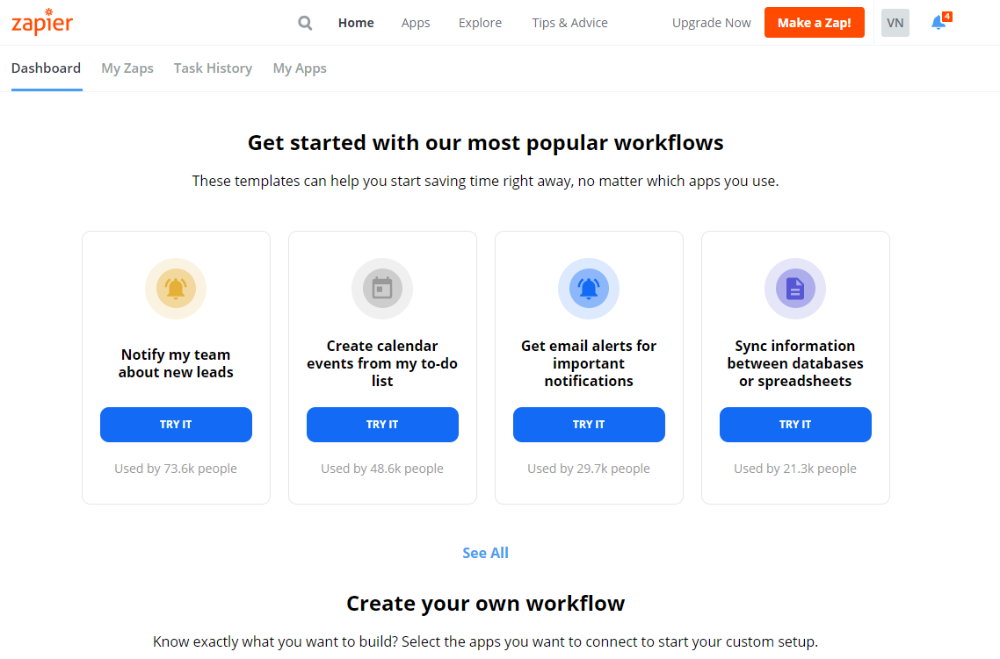 zapier
Home
Apps
Explore
Tips & Advice
Upgrade Now
Make a Zap!
VN
4
Dashboard
My Zaps
Task History
My Apps
Get started with our most popular workflows
These templates can help you start saving time right away, no matter which apps you use.
Notify my team
about new leads
TRY IT
Used by 73.6k people
Create calendar
events from my to-do
list
TRY IT
Used by 48.6k people
Get email alerts for
important
notifications
TRY IT
Used by 29.7k people
Sync information
between databases
or spreadsheets
TRY IT
Used by 21.3k people
See All
Create your own workflow
Know exactly what you want to build? Select the apps you want to connect to start your custom setup.